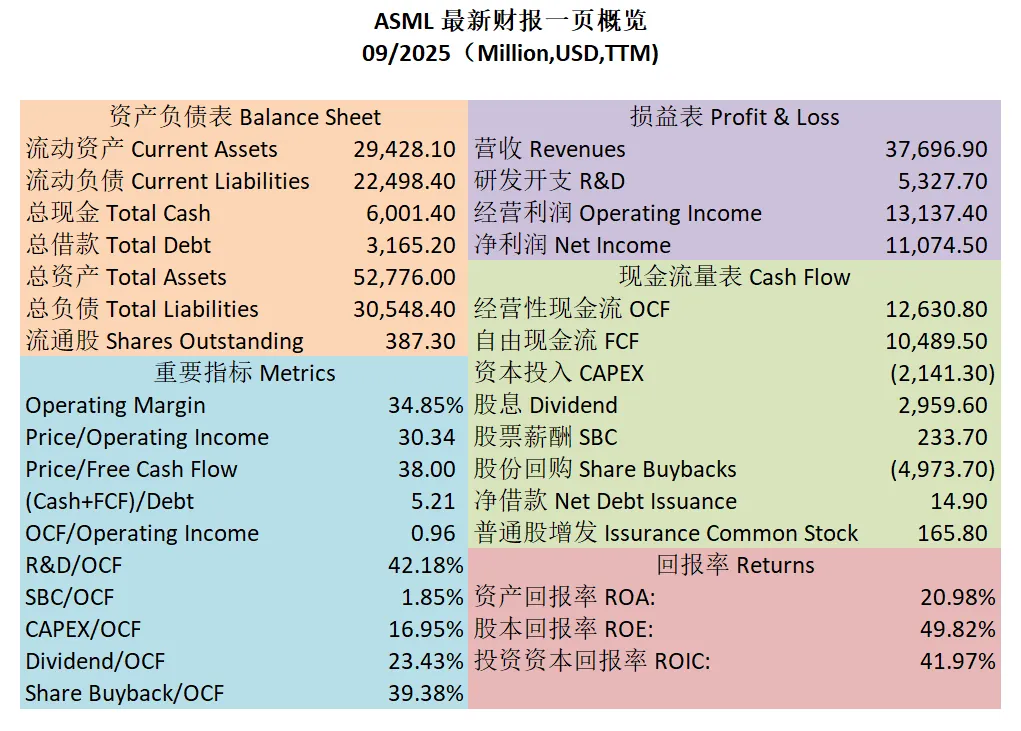 ASML 最新财报一页概览
09/2025（Million,USD,TTM)
资产负债表 Balance Sheet
流动资产 Current Assets 29,428.10
流动负债 Current Liabilities 22,498.40
总现金 Total Cash 6,001.40
总借款 Total Debt 3,165.20
总资产 Total Assets 52,776.00
总负债 Total Liabilities 30,548.40
流通股 Shares Outstanding 387.30
重要指标 Metrics
Operating Margin 34.85%
Price/Operating Income 30.34
Price/Free Cash Flow 38.00
(Cash+FCF)/Debt 5.21
OCF/Operating Income 0.96
R&D/OCF 42.18%
SBC/OCF 1.85%
CAPEX/OCF 16.95%
Dividend/OCF 23.43%
Share Buyback/OCF 39.38%
损益表 Profit & Loss
营收 Revenues 37,696.90
研发开支 R&D 5,327.70
经营利润 Operating Income 13,137.40
净利润 Net Income 11,074.50
现金流量表 Cash Flow
经营性现金流 OCF 12,630.80
自由现金流 FCF 10,489.50
资本投入 CAPEX (2,141.30)
股息 Dividend 2,959.60
股票薪酬 SBC 233.70
股份回购 Share Buybacks (4,973.70)
净借款 Net Debt Issuance 14.90
普通股增发 Issurance Common Stock 165.80
回报率 Returns
资产回报率 ROA: 20.98%
股本回报率 ROE: 49.82%
投资资本回报率 ROIC: 41.97%